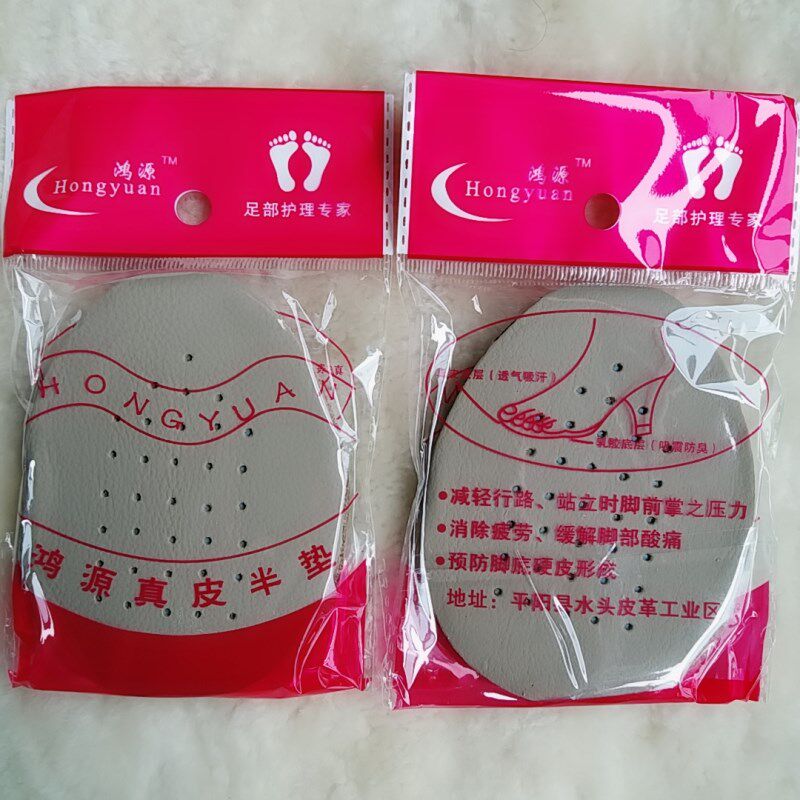 鸿源™
Hongyuan
足部护理专家
HONGYUA
鸿源真皮半垫
鸿源™
Hongyuan
足部护理专家
层（透气吸汗）
乳胶底层（吸震防臭）
•减轻行路、站立时脚前掌之压力
•消除疲劳、缓解脚部酸痛
•预防脚底硬皮形成
地址：平阳县水头皮革工业区